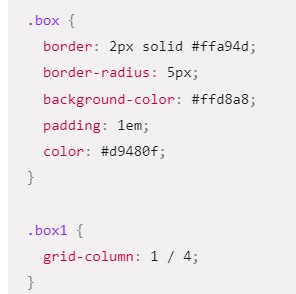 .box {
  border: 2px solid #ffa94d;
  border-radius: 5px;
  background-color: #ffd8a8;
  padding: 1em;
  color: #d9480f;
}

.box1 {
  grid-column: 1 / 4;
}